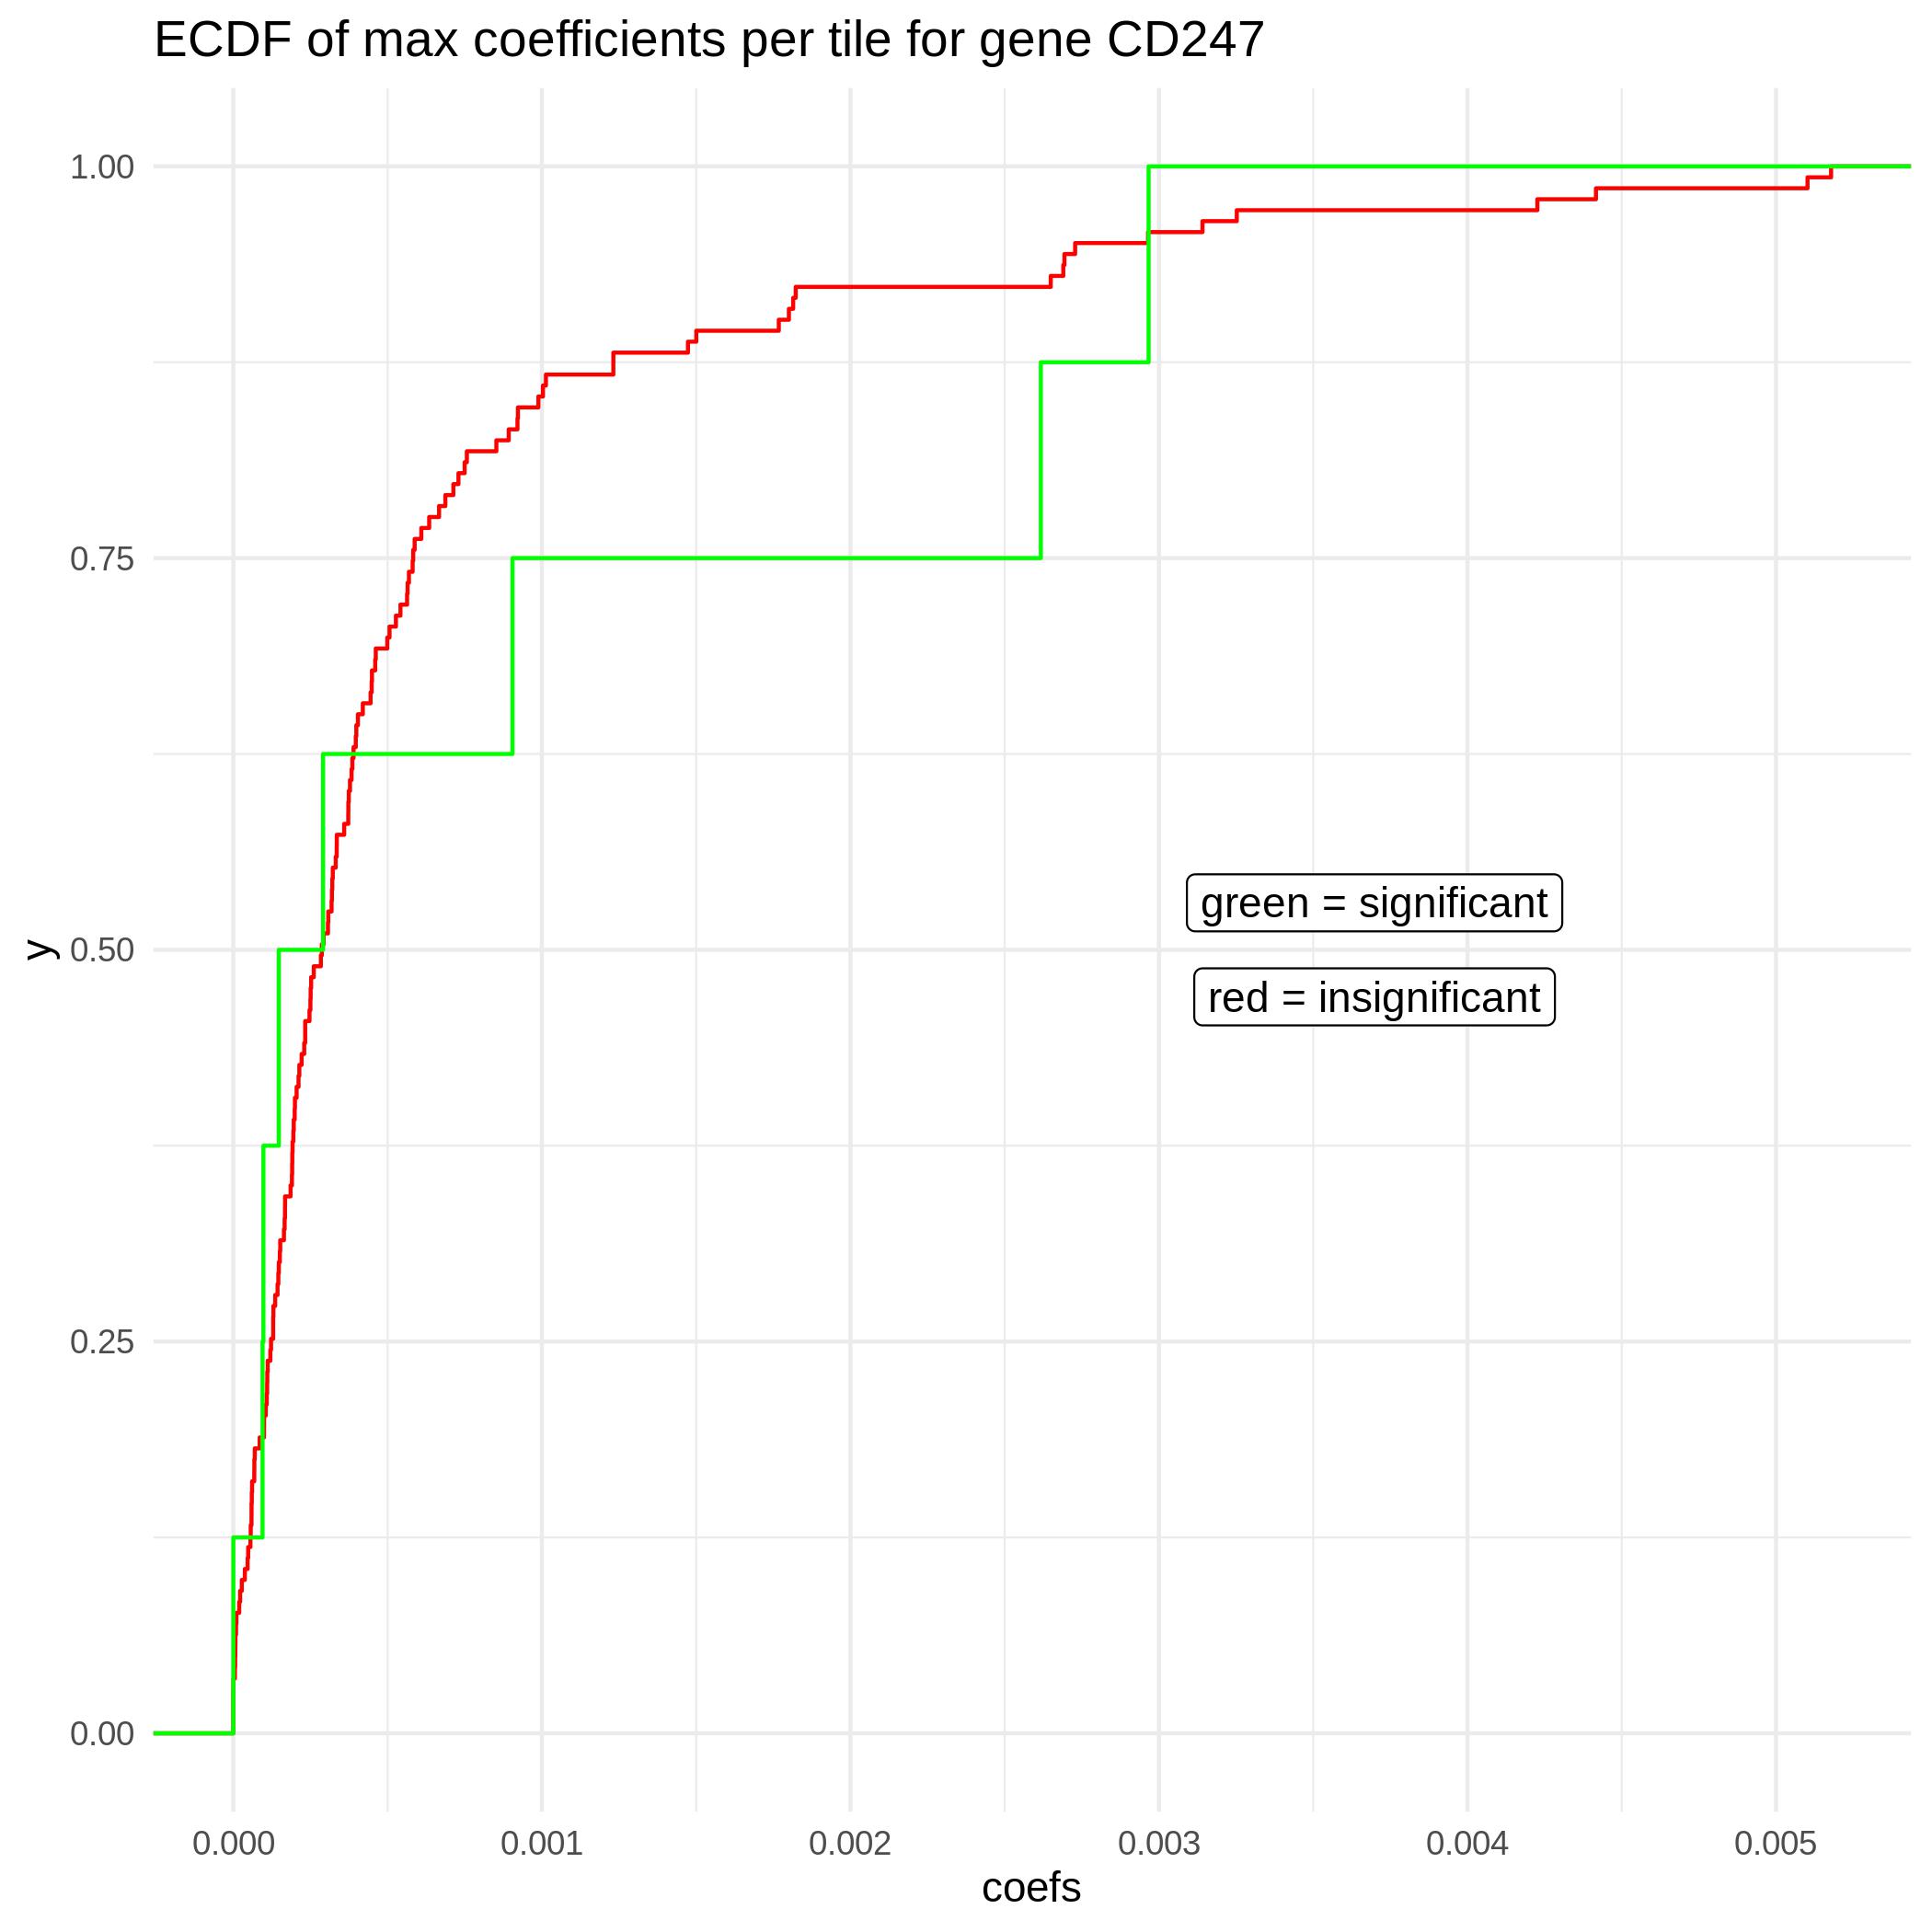 ECDF of max coefficients per tile for gene CD247
1.00
0.75
0.50
0.25
0.00
y
green = significant
red = insignificant
0.000 0.001 0.002 0.003 0.004 0.005
coefs